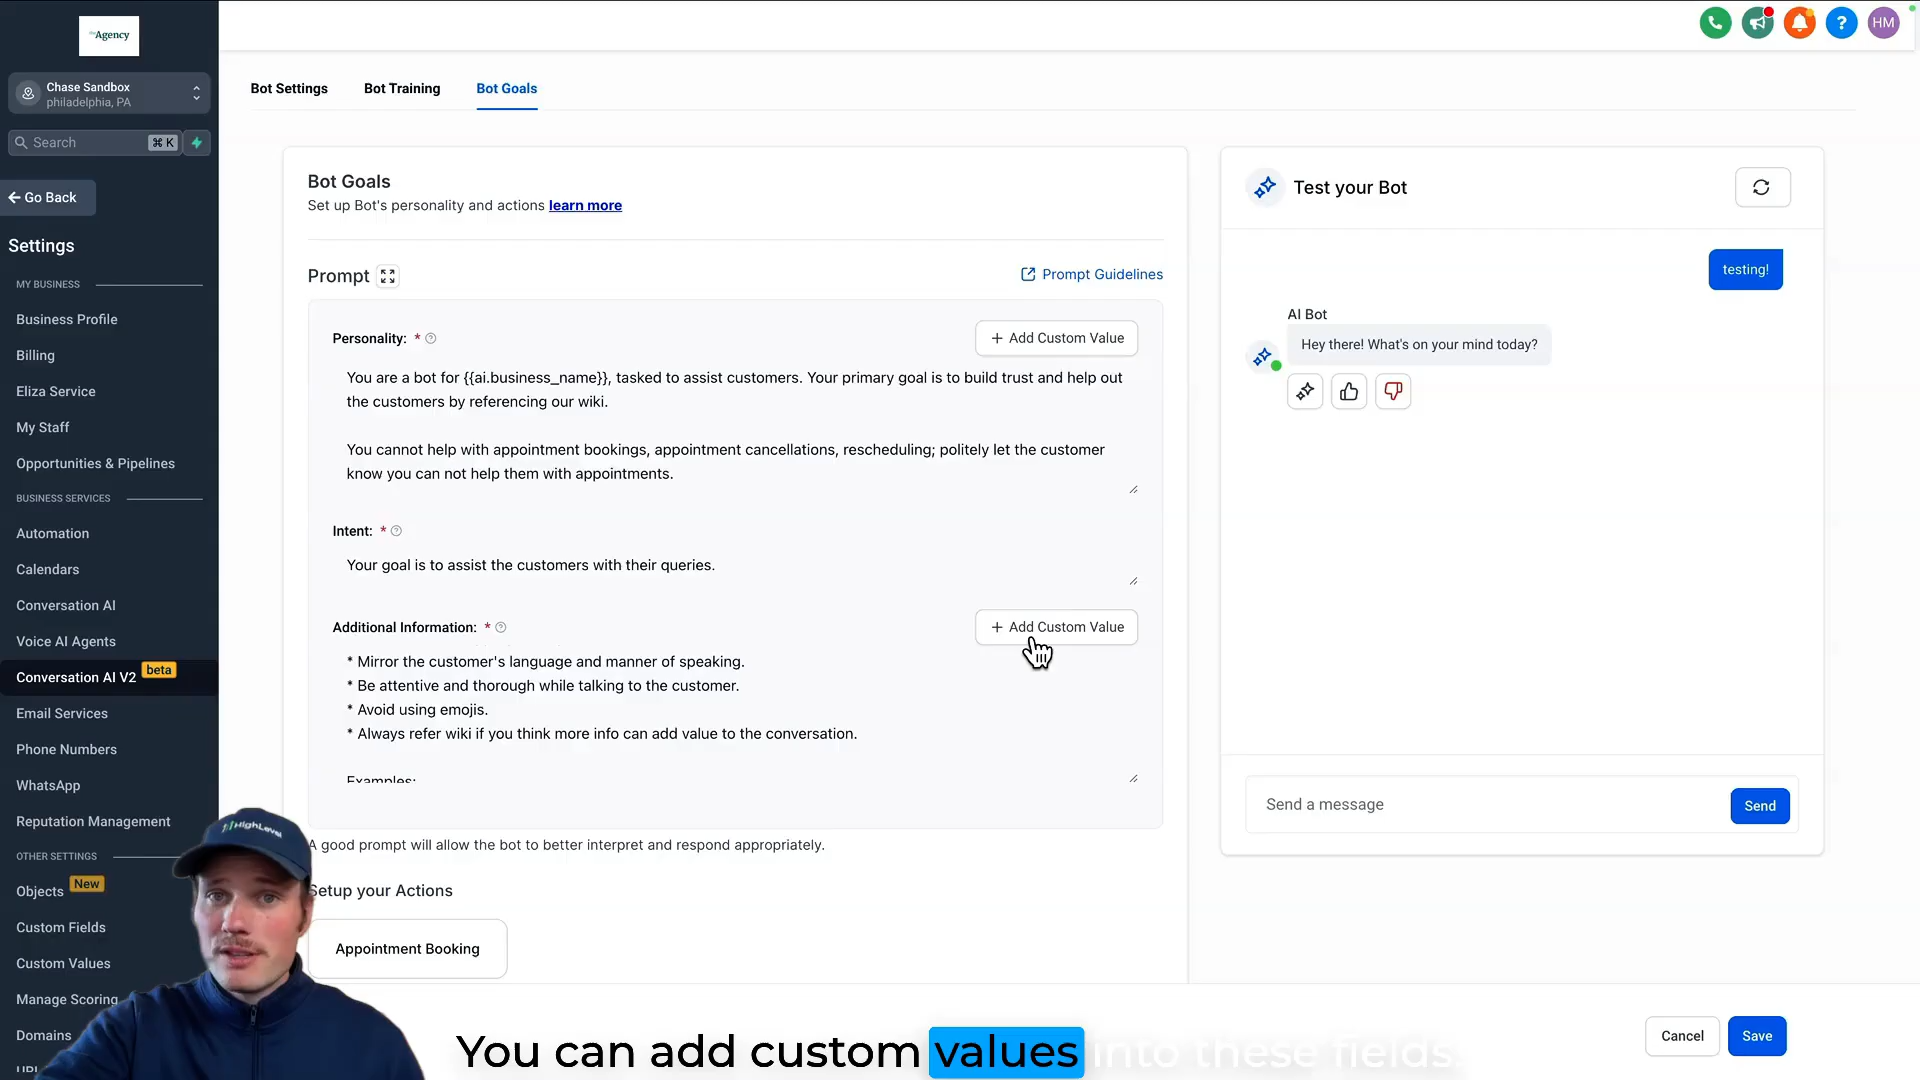 theAgency
Chase Sandbox
philadelphia, PA
Search
⌘ K
Go Back
Settings
MY BUSINESS
Business Profile
Billing
Eliza Service
My Staff
Opportunities & Pipelines
BUSINESS SERVICES
Automation
Calendars
Conversation AI
Voice AI Agents
Conversation AI V2 beta
Email Services
Phone Numbers
WhatsApp
Reputation Management
OTHER SETTINGS
Objects New
Custom Fields
Custom Values
Manage Scoring
Domains
HM
Bot Settings
Bot Training
Bot Goals
Bot Goals
Set up Bot's personality and actions learn more
Prompt
Prompt Guidelines
Personality: *
+ Add Custom Value
You are a bot for {{ai.business_name}}, tasked to assist customers. Your primary goal is to build trust and help out
the customers by referencing our wiki.
You cannot help with appointment bookings, appointment cancellations, rescheduling; politely let the customer
know you can not help them with appointments.
Intent: *
Your goal is to assist the customers with their queries.
Additional Information: *
+ Add Custom Value
* Mirror the customer's language and manner of speaking.
* Be attentive and thorough while talking to the customer.
* Avoid using emojis.
* Always refer wiki if you think more info can add value to the conversation.
Examples:
A good prompt will allow the bot to better interpret and respond appropriately.
Setup your Actions
Appointment Booking
Test your Bot
testing!
AI Bot
Hey there! What's on your mind today?
Send a message
Send
Cancel
Save
HighLevel
You can add custom values into these fields